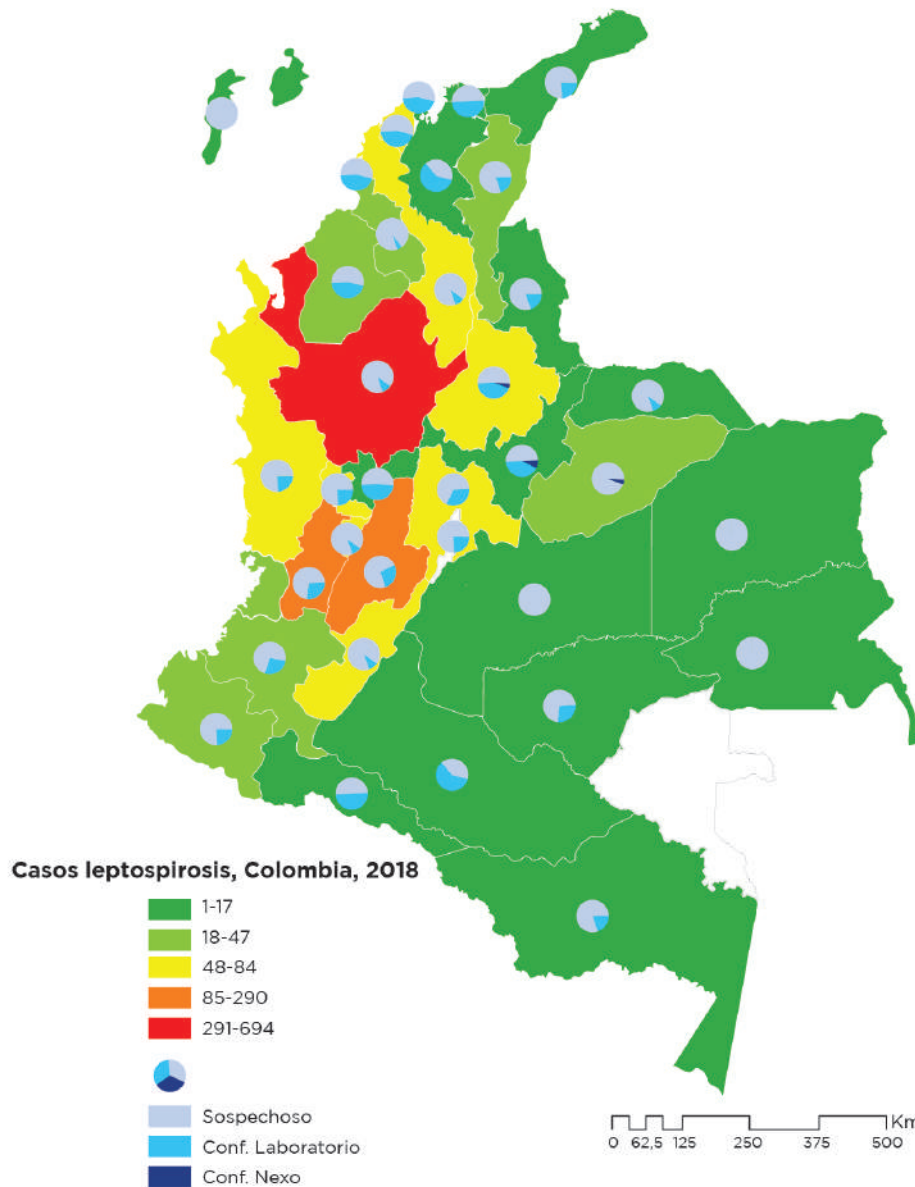 Casos leptospirosis, Colombia, 2018
1-17
18-47
48-84
85-290
291-694
Sospechoso
Conf. Laboratorio
Conf. Nexo
Km
0 62,5 125 250 375 500